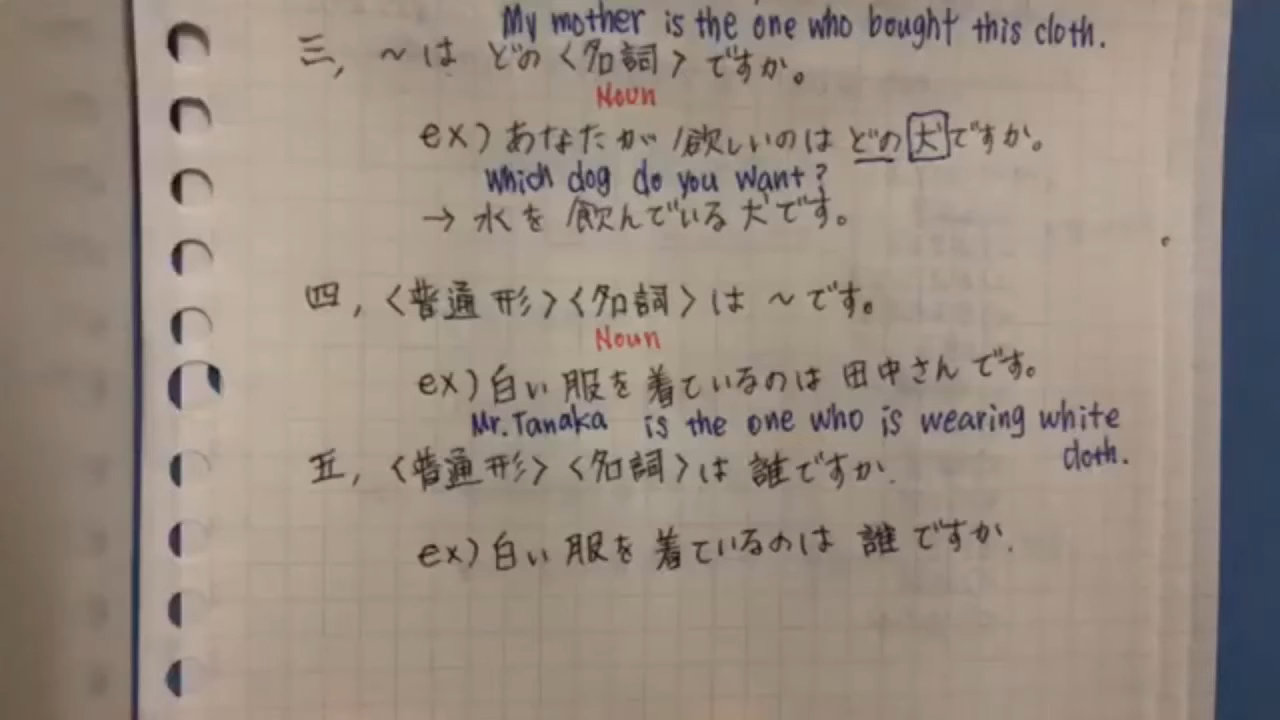 My mother is the one who bought this cloth.
三, ~は どの<名詞>ですか。
Noun
ex) あなたが欲しいのは どの犬ですか。
Which dog do you want?
→ 水を飲んでいる犬です。
四, <普通形><名詞>は ~です。
Noun
ex) 白い服を着ているのは 田中さんです。
Mr. Tanaka is the one who is wearing white
cloth.
五, <普通形><名詞>は 誰ですか.
ex) 白い服を着ているのは 誰ですか.